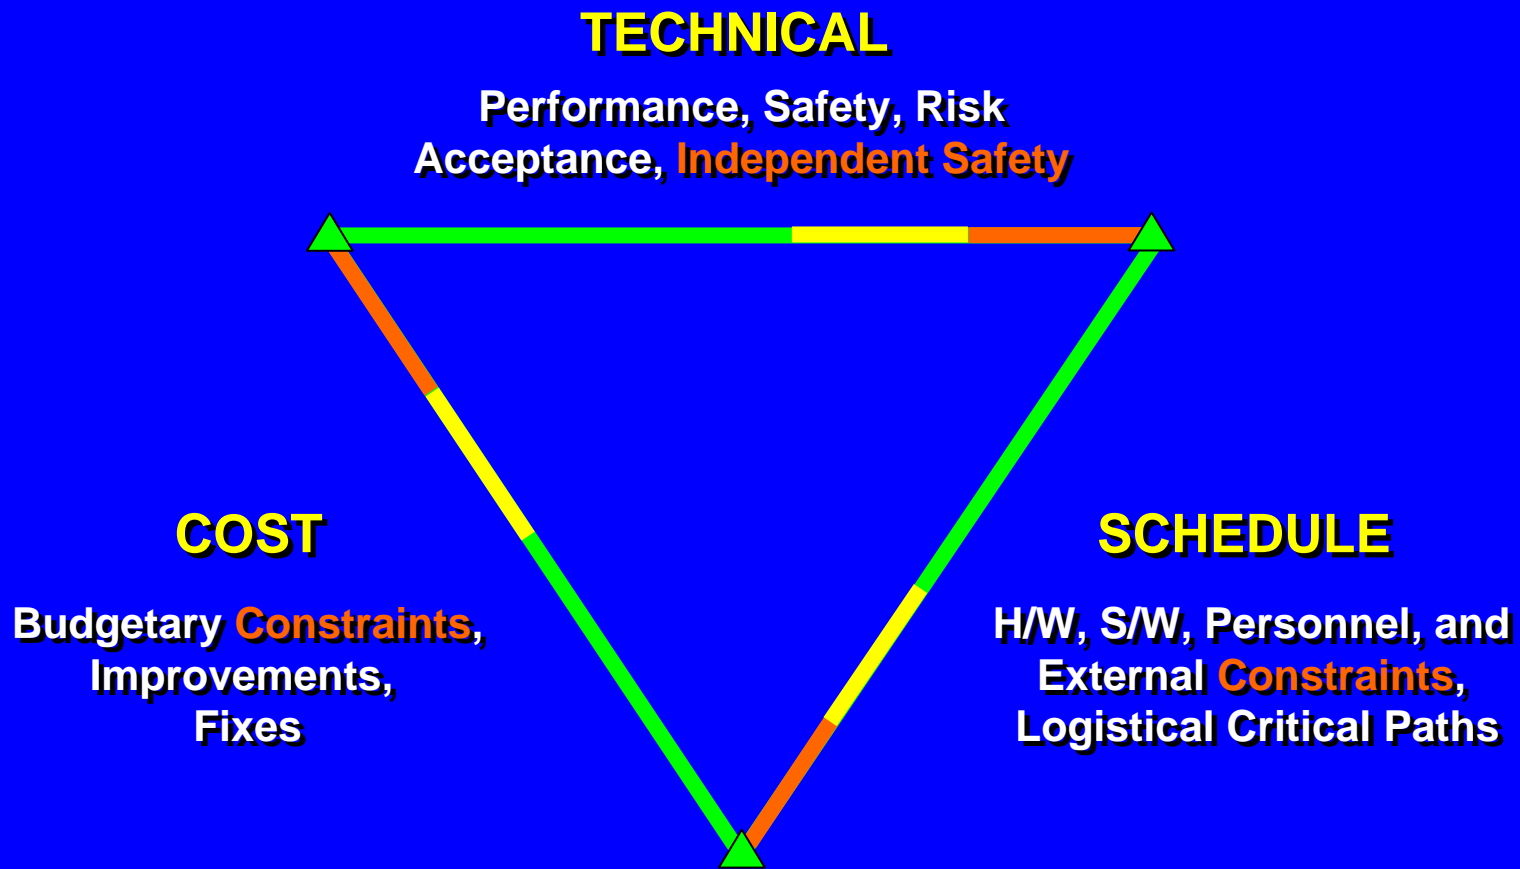 TECHNICAL
Performance, Safety, Risk
Acceptance, Independent Safety
COST
Budgetary Constraints,
Improvements,
Fixes
SCHEDULE
H/W, S/W, Personnel, and
External Constraints,
Logistical Critical Paths